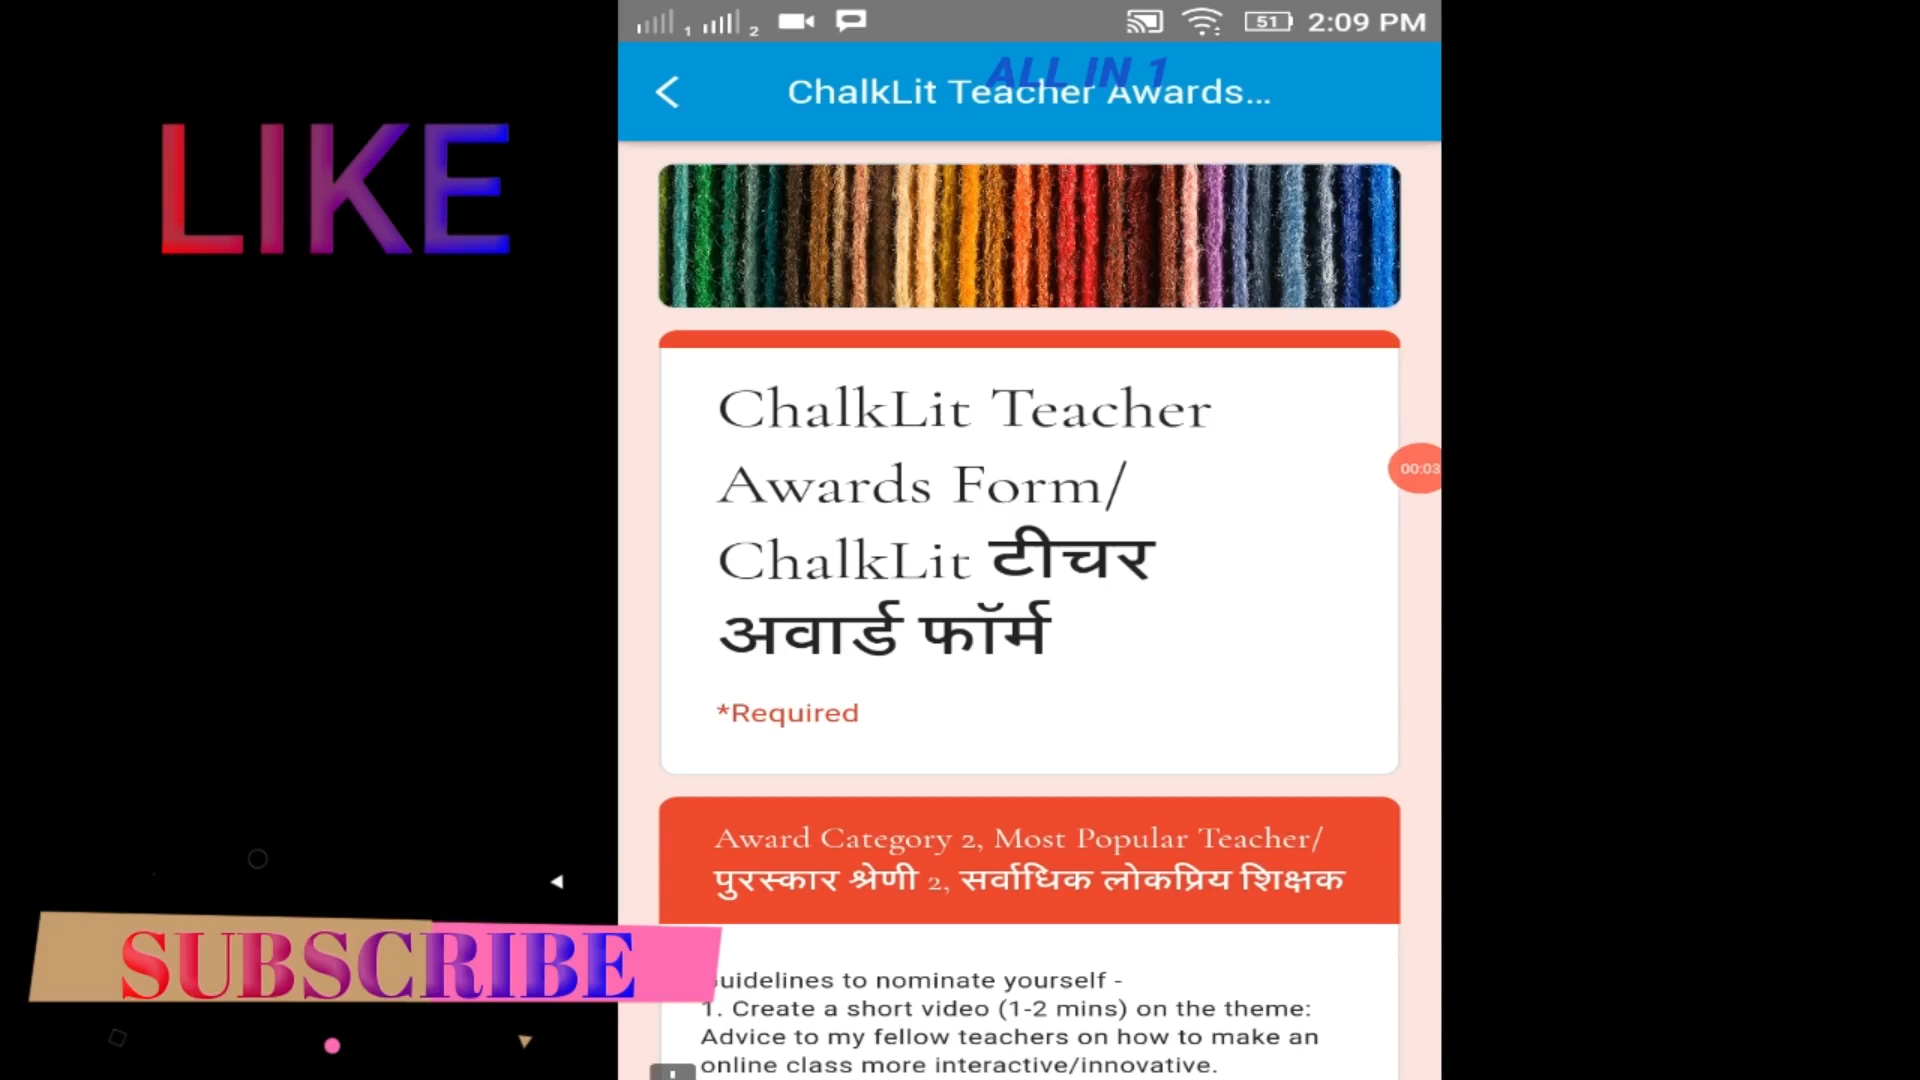 1 2 51 2:09 PM
ALL IN 1
ChalkLit Teacher Awards...
LIKE
ChalkLit Teacher
Awards Form/
ChalkLit टीचर
अवार्ड फॉर्म
*Required
00:03
Award Category 2, Most Popular Teacher/
पुरस्कार श्रेणी 2, सर्वाधिक लोकप्रिय शिक्षक
SUBSCRIBE
uidelines to nominate yourself -
1. Create a short video (1-2 mins) on the theme:
Advice to my fellow teachers on how to make an
online class more interactive/innovative.